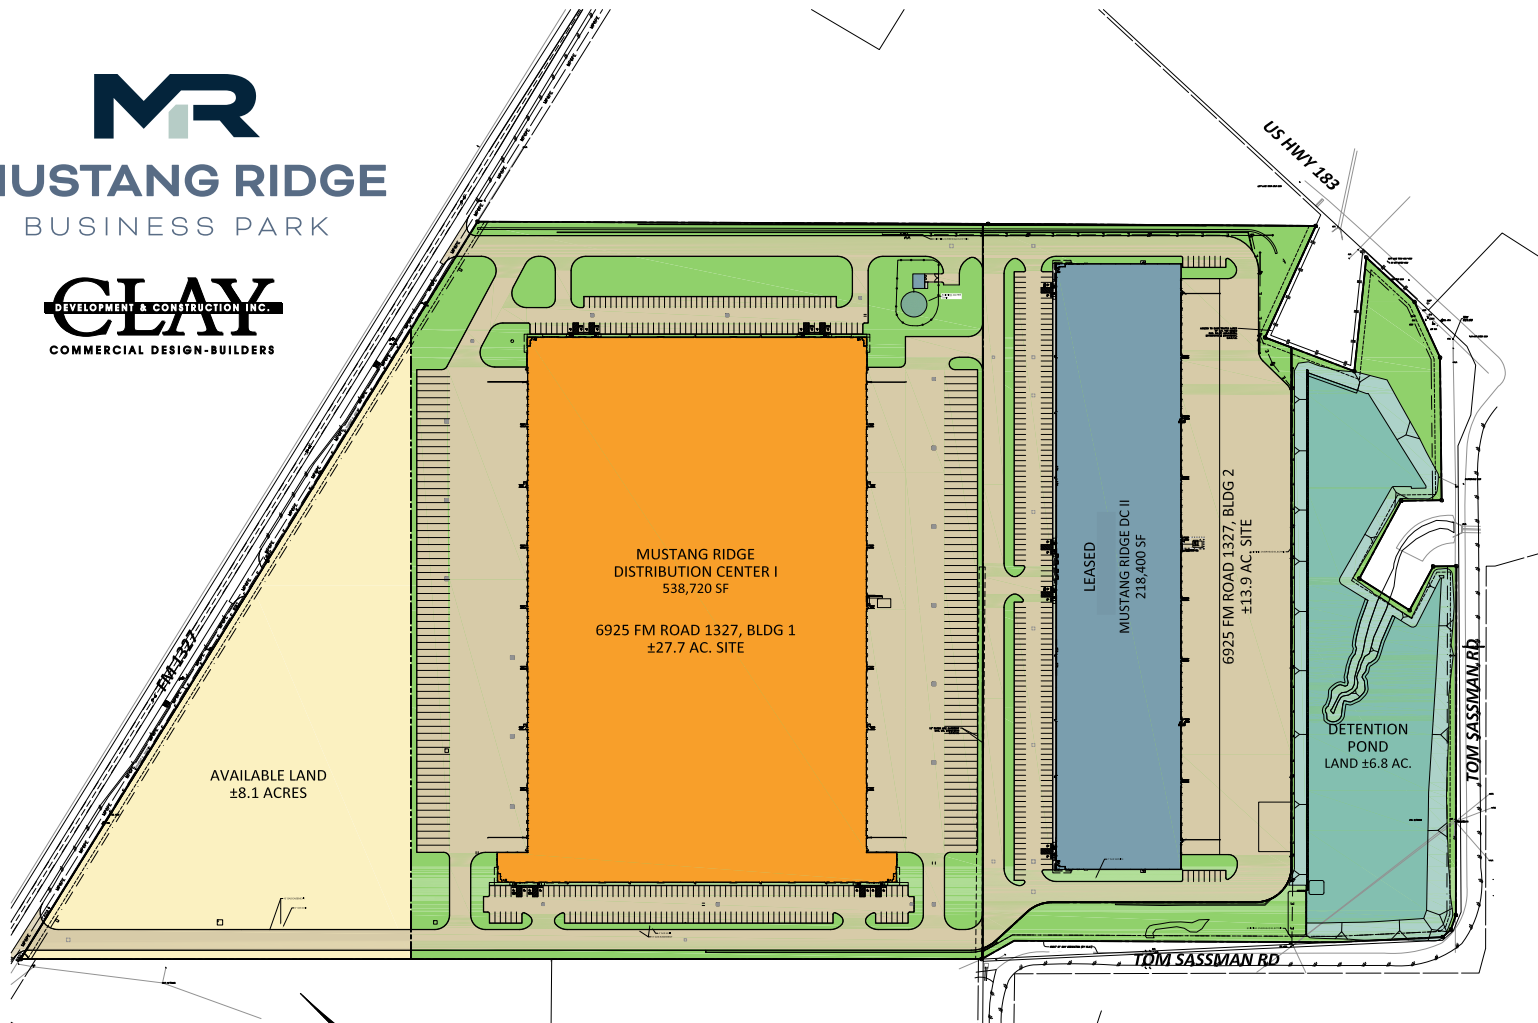 MR
MUSTANG RIDGE
BUSINESS PARK
CLAY
DEVELOPMENT & CONSTRUCTION INC.
COMMERCIAL DESIGN-BUILDERS
US HWY 183
FM 1327
AVAILABLE LAND
±8.1 ACRES
MUSTANG RIDGE
DISTRIBUTION CENTER I
538,720 SF
6925 FM ROAD 1327, BLDG 1
±27.7 AC. SITE
LEASED
MUSTANG RIDGE DC II
218,400 SF
6925 FM ROAD 1327, BLDG 2
±13.9 AC. SITE
DETENTION
POND
LAND ±6.8 AC.
TOM SASSMAN RD
TOM SASSMAN RD